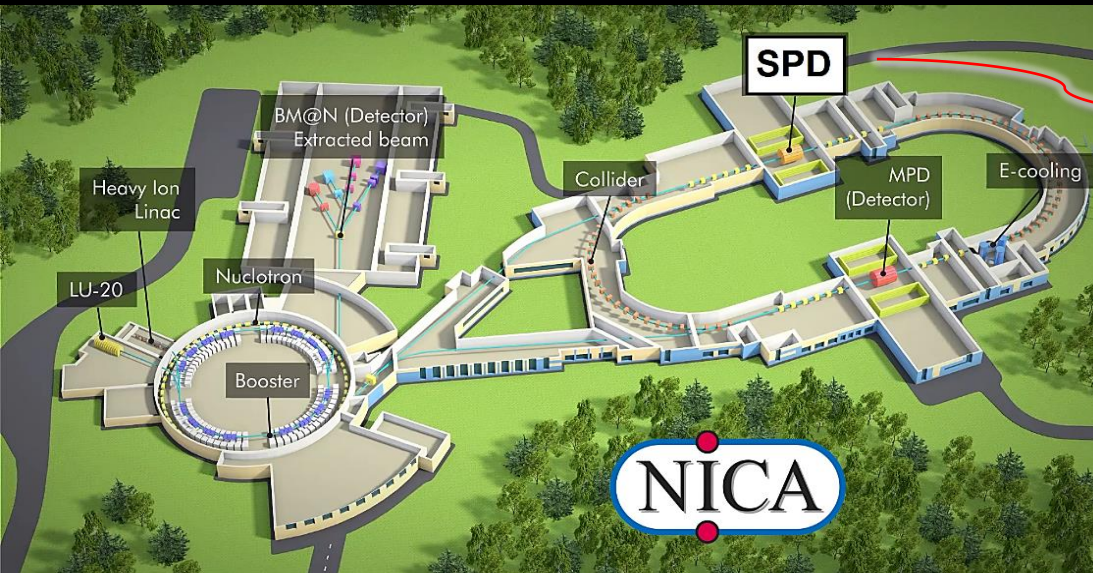 SPD
BM@N (Detector)
Extracted beam
Heavy Ion
Linac
Collider
MPD
(Detector)
E-cooling
LU-20
Nuclotron
Booster
NICA